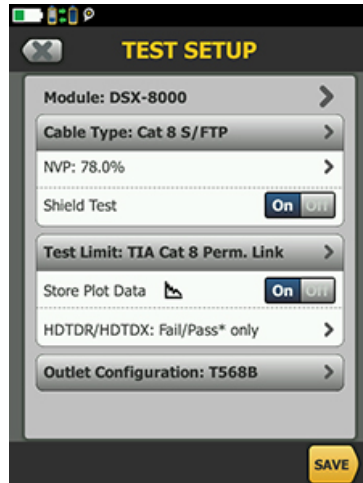 TEST SETUP
Module: DSX-8000
Cable Type: Cat 8 S/FTP
NVP: 78.0%
Shield Test On Off
Test Limit: TIA Cat 8 Perm. Link
Store Plot Data On Off
HDTDR/HDTDX: Fail/Pass* only
Outlet Configuration: T568B
SAVE